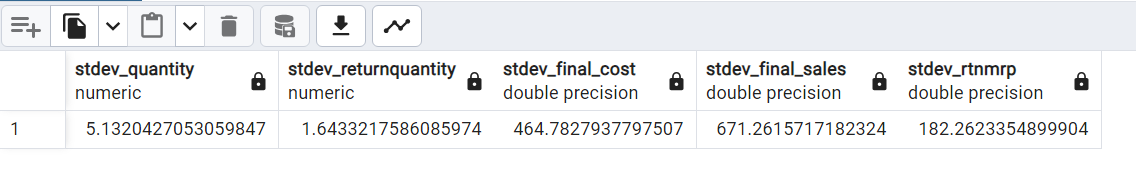 stdev_quantity stdev_returnquantity stdev_final_cost stdev_final_sales stdev_rtnmrp
numeric numeric double precision double precision double precision
1 5.1320427053059847 1.6433217586085974 464.7827937797507 671.2615717182324 182.2623354899904